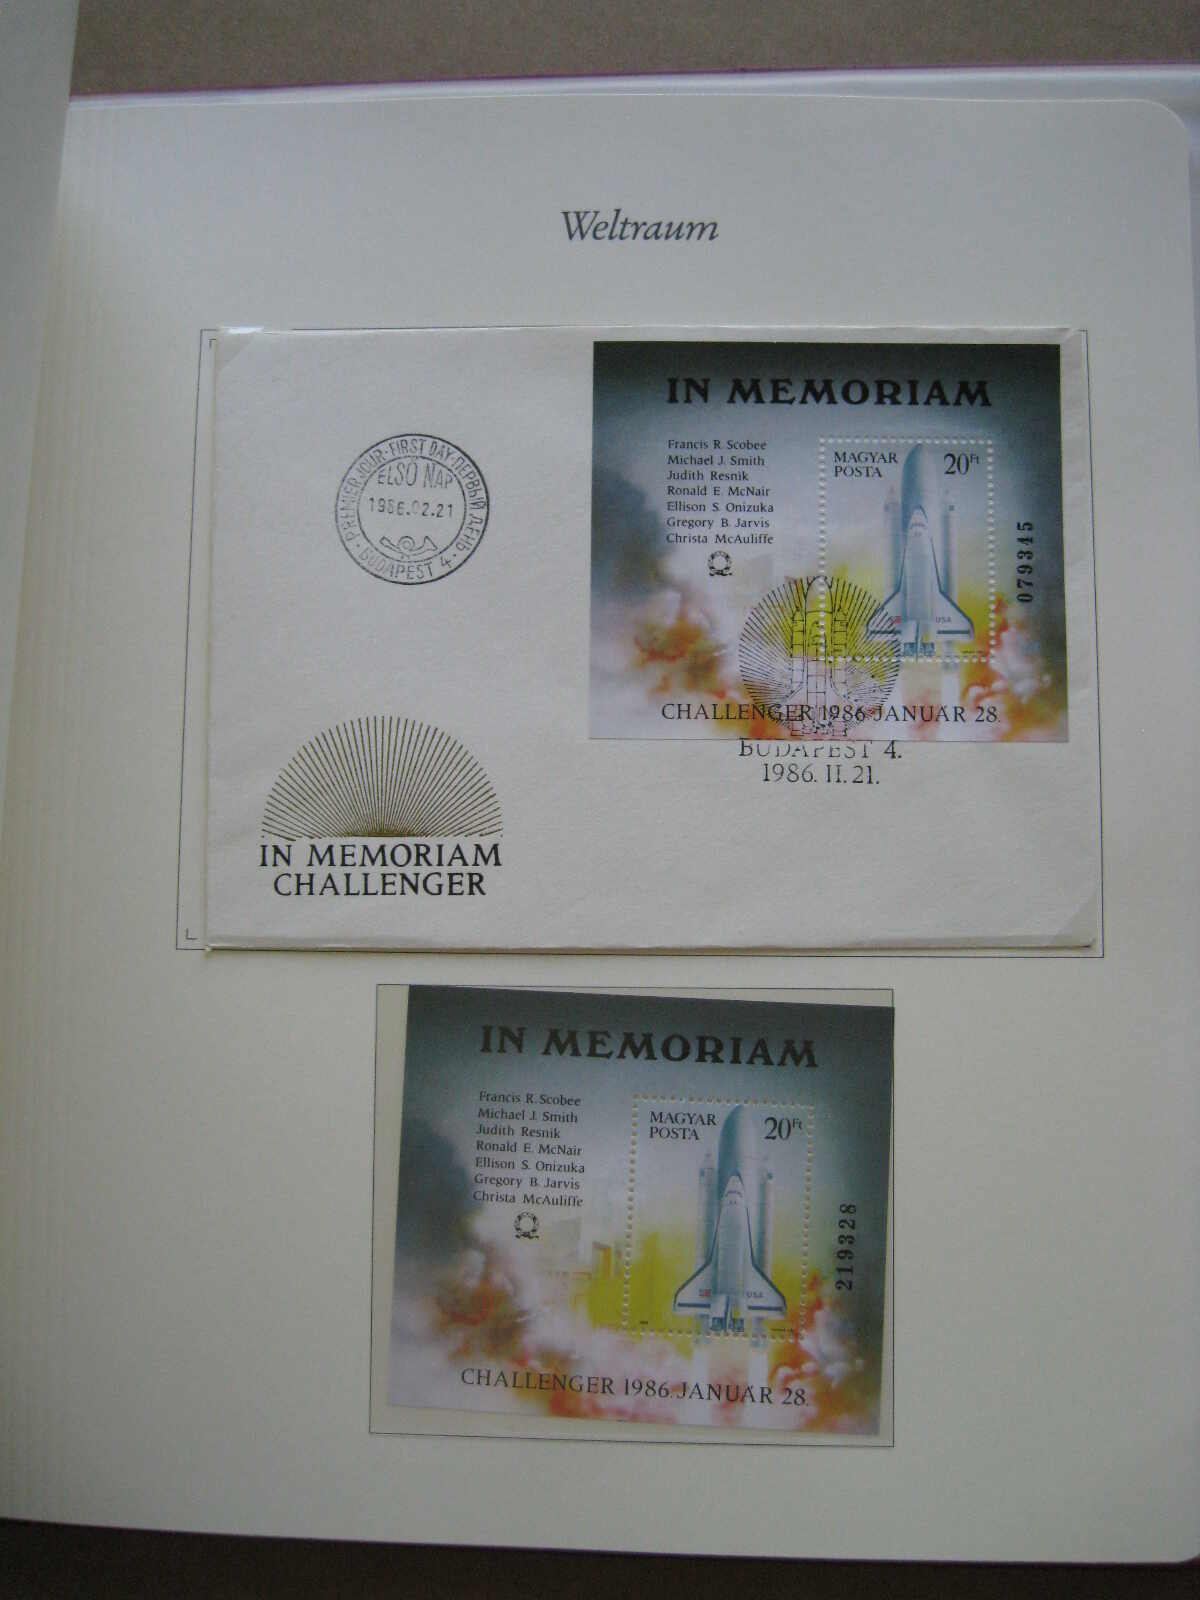 Weltraum
PREMIER JOUR · FIRST DAY · ПЕРВЫЙ ДЕНЬ ·
ELSŐ NAP
1986.02.21
BUDAPEST 4.
IN MEMORIAM
Francis R. Scobee
Michael J. Smith
Judith Resnik
Ronald E. McNair
Ellison S. Onizuka
Gregory B. Jarvis
Christa McAuliffe
MAGYAR
POSTA
20Ft
USA
079345
CHALLENGER 1986 JANUÁR 28.
BUDAPEST 4.
1986. II. 21.
IN MEMORIAM
CHALLENGER
IN MEMORIAM
Francis R. Scobee
Michael J. Smith
Judith Resnik
Ronald E. McNair
Ellison S. Onizuka
Gregory B. Jarvis
Christa McAuliffe
MAGYAR
POSTA
20Ft
USA
219328
CHALLENGER 1986. JANUÁR 28.